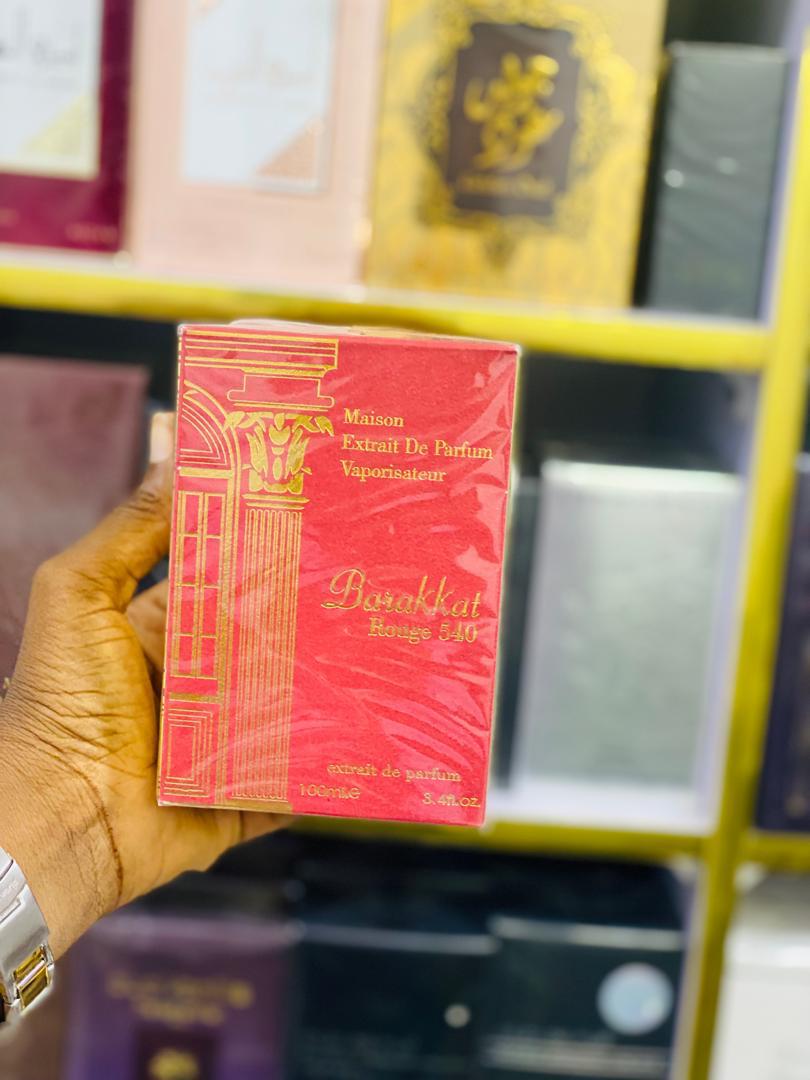 Maison
Extrait De Parfum
Vaporisateur
Barakkat
Rouge 540
extrait de parfum
100ml.e 3.4fl.oz.